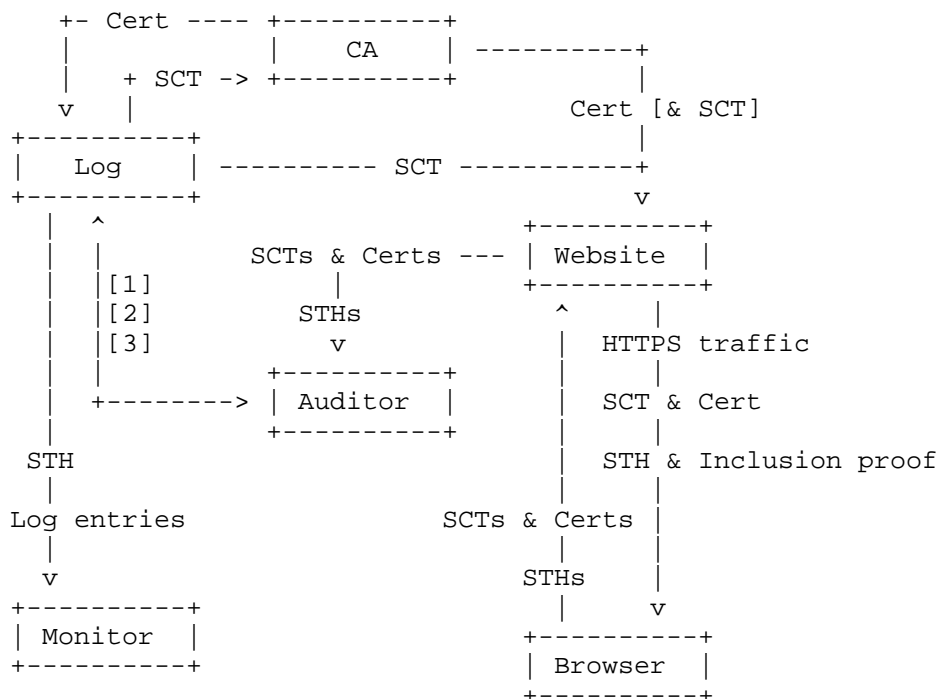 +- Cert ---- +----------+
|            |    CA    | ----------+
|   + SCT -> +----------+           |
v   |                           Cert [& SCT]
+----------+                        |
|   Log    | ---------- SCT -----------+
+----------+                        v
|  ^                          +----------+
|  |         SCTs & Certs --- | Website  |
|  |[1]           |           +----------+
|  |[2]         STHs            ^     |
|  |[3]           v             |  HTTPS traffic
|  |          +----------+      |     |
|  +--------> | Auditor  |      |  SCT & Cert
|             +----------+      |     |
STH                             |  STH & Inclusion proof
|                               |     |
Log entries              SCTs & Certs |
|                               |     |
v                             STHs    |
+----------+                    |     v
| Monitor  |                  +----------+
+----------+                  | Browser  |
                              +----------+